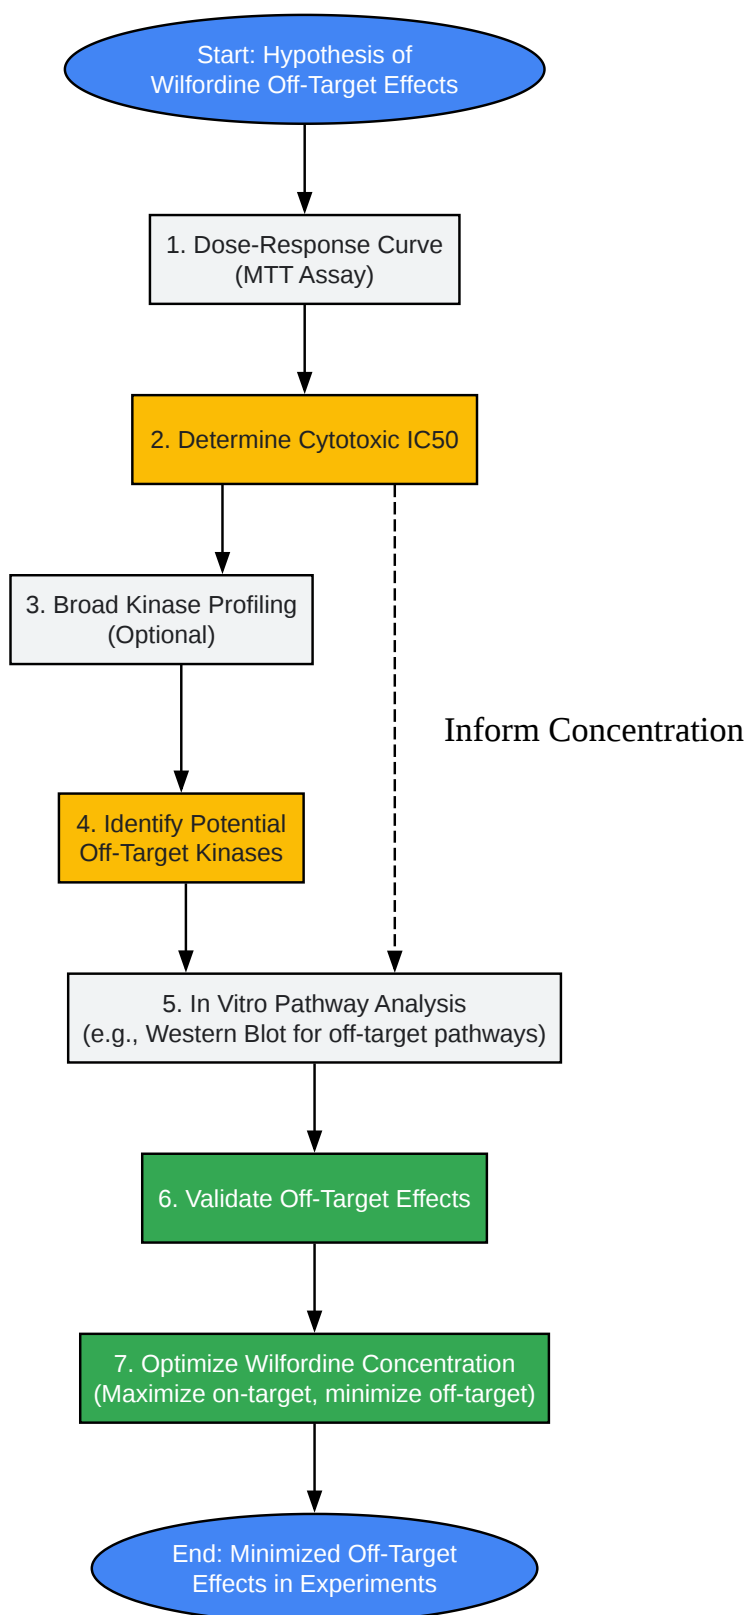 Start: Hypothesis of
Wilfordine Off-Target Effects
1. Dose-Response Curve
(MTT Assay)
2. Determine Cytotoxic IC50
3. Broad Kinase Profiling
(Optional)
Inform Concentration
4. Identify Potential
Off-Target Kinases
5. In Vitro Pathway Analysis
(e.g., Western Blot for off-target pathways)
6. Validate Off-Target Effects
7. Optimize Wilfordine Concentration
(Maximize on-target, minimize off-target)
End: Minimized Off-Target
Effects in Experiments